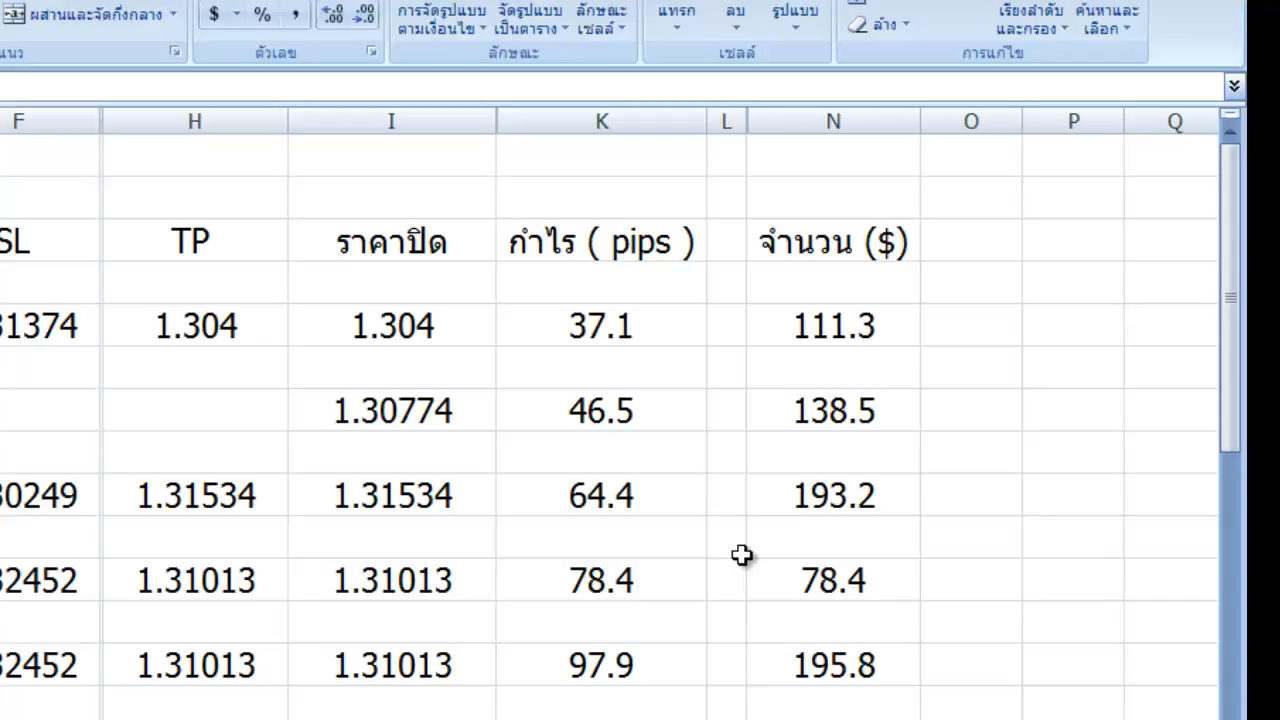 ผสานและจัดกึ่งกลาง $ % , การจัดรูปแบบ จัดรูปแบบ ลักษณะ แทรก ลบ รูปแบบ เรียงลำดับ ค้นหาและ
ตามเงื่อนไข เป็นตาราง เซลล์ ล้าง และกรอง เลือก
แนว ตัวเลข ลักษณะ เซลล์ การแก้ไข
F H I K L N O P Q
SL TP ราคาปิด กำไร ( pips ) จำนวน ($)
31374 1.304 1.304 37.1 111.3
1.30774 46.5 138.5
30249 1.31534 1.31534 64.4 193.2
32452 1.31013 1.31013 78.4 78.4
32452 1.31013 1.31013 97.9 195.8